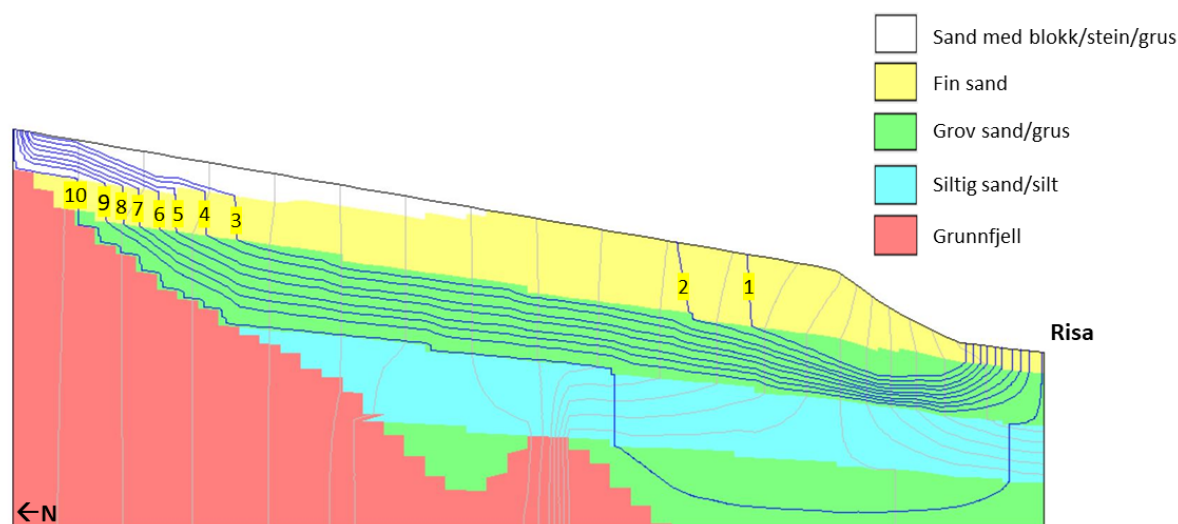 Sand med blokk/stein/grus
Fin sand
Grov sand/grus
Siltig sand/silt
Grunnfjell
10 9 8 7 6 5 4 3
2 1
Risa
←N